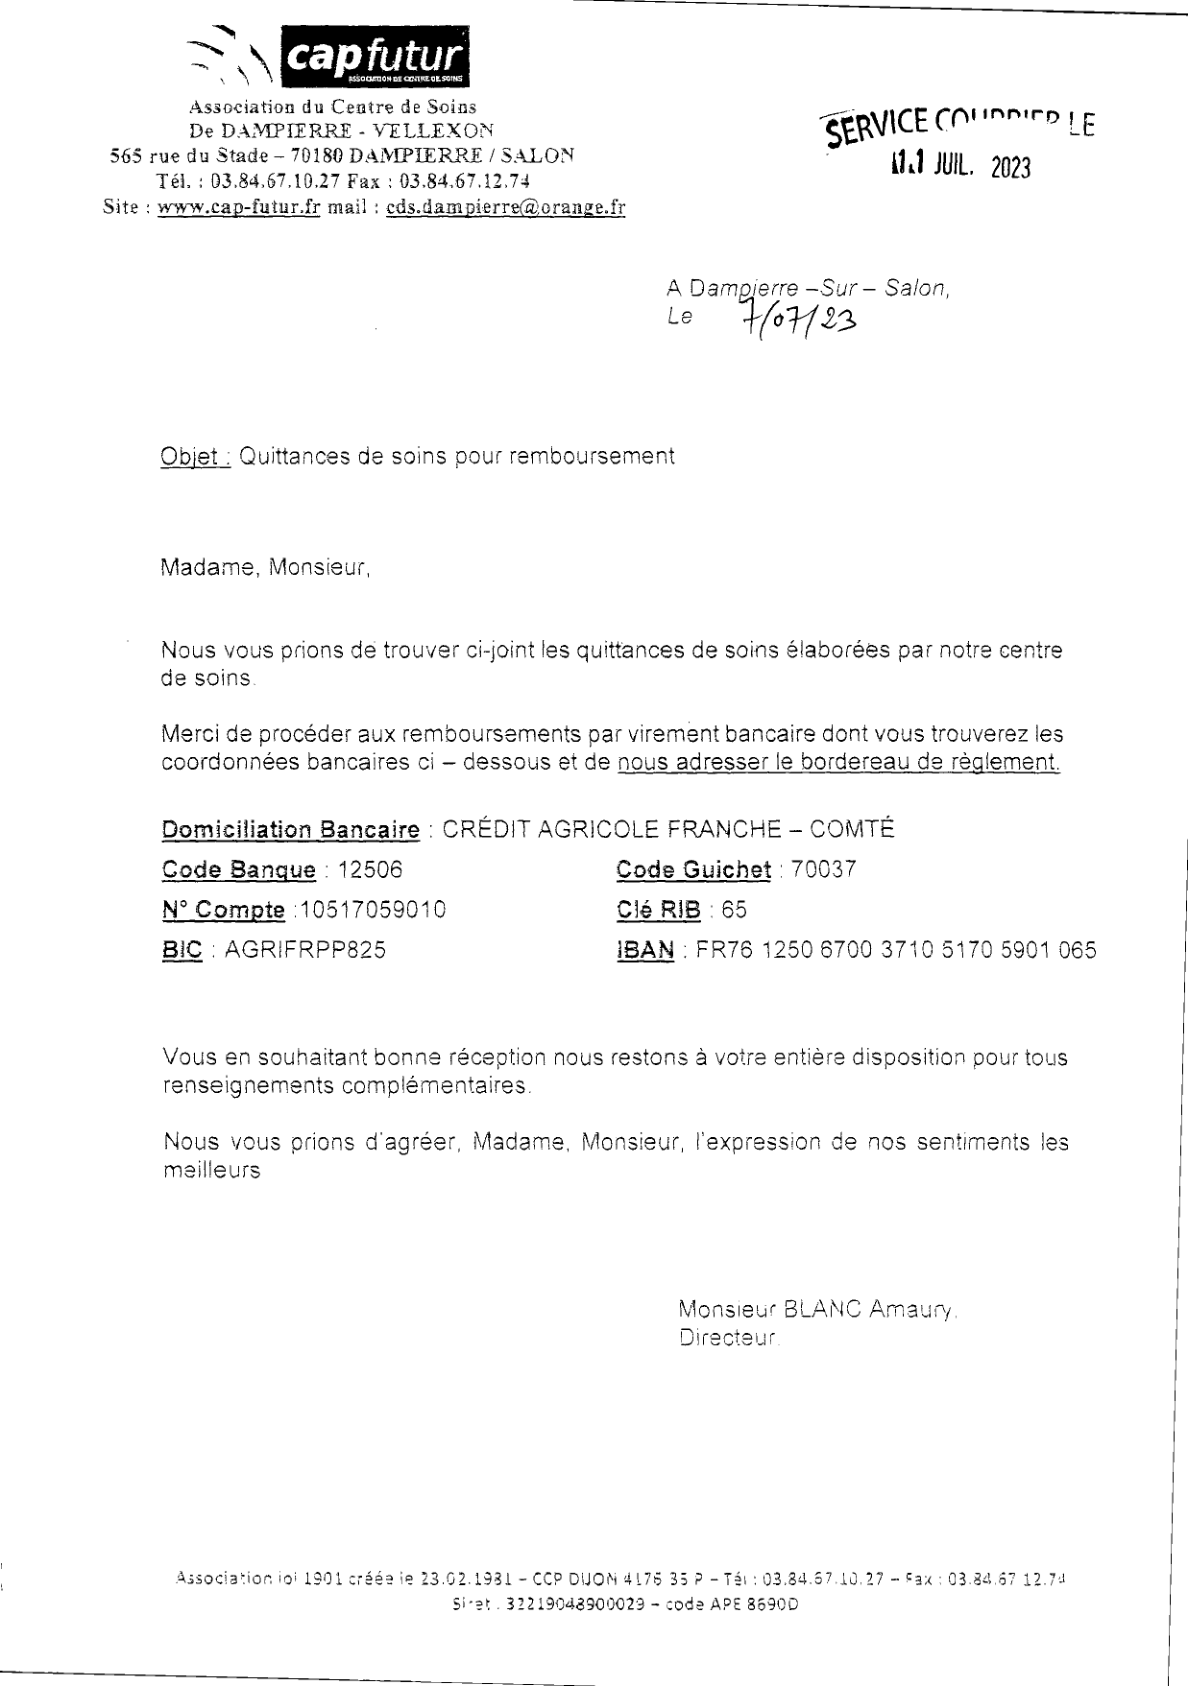 capfutur
ASSOCIATION DE CENTRE DE SOINS
Association du Centre de Soins
De DAMPIERRE - VELLEXON
565 rue du Stade – 70180 DAMPIERRE / SALON
Tél. : 03.84.67.10.27 Fax : 03.84.67.12.74
Site : www.cap-futur.fr mail : cds.dampierre@orange.fr
SERVICE COURRIER LE
11 JUIL. 2023
A Dampierre –Sur – Salon,
Le 7/07/23
Objet : Quittances de soins pour remboursement
Madame, Monsieur,
Nous vous prions de trouver ci-joint les quittances de soins élaborées par notre centre
de soins.
Merci de procéder aux remboursements par virement bancaire dont vous trouverez les
coordonnées bancaires ci – dessous et de nous adresser le bordereau de règlement.
Domiciliation Bancaire : CRÉDIT AGRICOLE FRANCHE – COMTÉ
Code Banque : 12506 Code Guichet : 70037
N° Compte :10517059010 Clé RIB : 65
BIC : AGRIFRPP825 IBAN : FR76 1250 6700 3710 5170 5901 065
Vous en souhaitant bonne réception nous restons à votre entière disposition pour tous
renseignements complémentaires.
Nous vous prions d'agréer, Madame, Monsieur, l'expression de nos sentiments les
meilleurs
Monsieur BLANC Amaury,
Directeur.
Association loi 1901 créée le 23.02.1981 – CCP DIJON 4176 35 P – Tél : 03.84.67.10.27 – Fax : 03.84.67 12.74
Siret : 32219048900029 – code APE 8690D